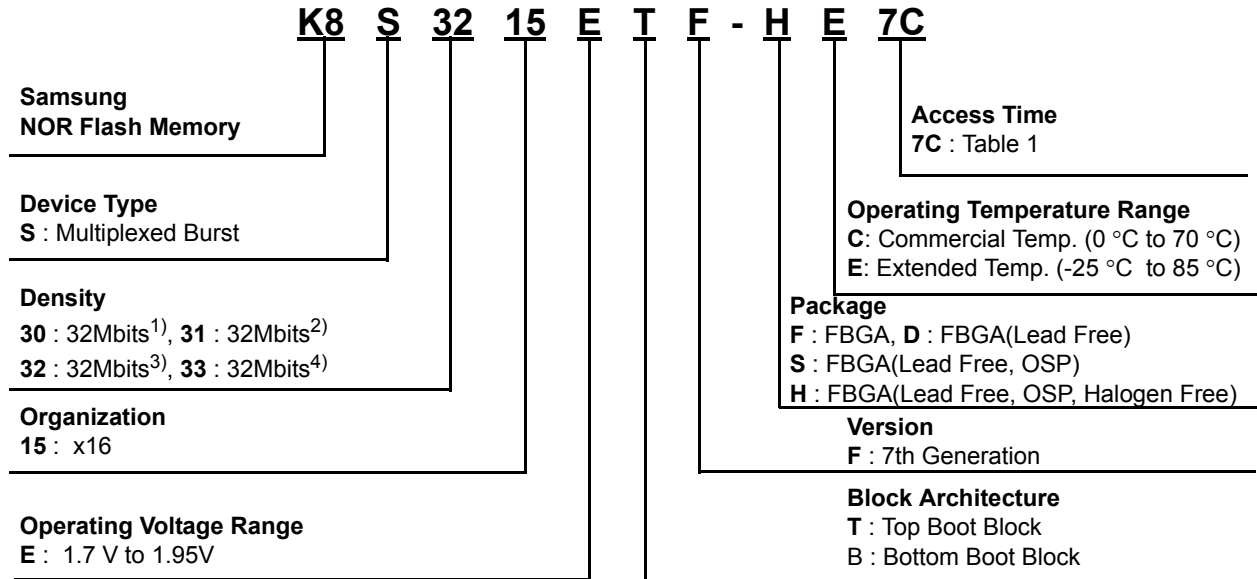 K8 S 32 15 E T F - H E 7C
Samsung
NOR Flash Memory
Device Type
S : Multiplexed Burst
Density
30 : 32Mbits1), 31 : 32Mbits2)
32 : 32Mbits3), 33 : 32Mbits4)
Organization
15 : x16
Operating Voltage Range
E : 1.7 V to 1.95V
Access Time
7C : Table 1
Operating Temperature Range
C: Commercial Temp. (0 °C to 70 °C)
E: Extended Temp. (-25 °C to 85 °C)
Package
F : FBGA, D : FBGA(Lead Free)
S : FBGA(Lead Free, OSP)
H : FBGA(Lead Free, OSP, Halogen Free)
Version
F : 7th Generation
Block Architecture
T : Top Boot Block
B : Bottom Boot Block